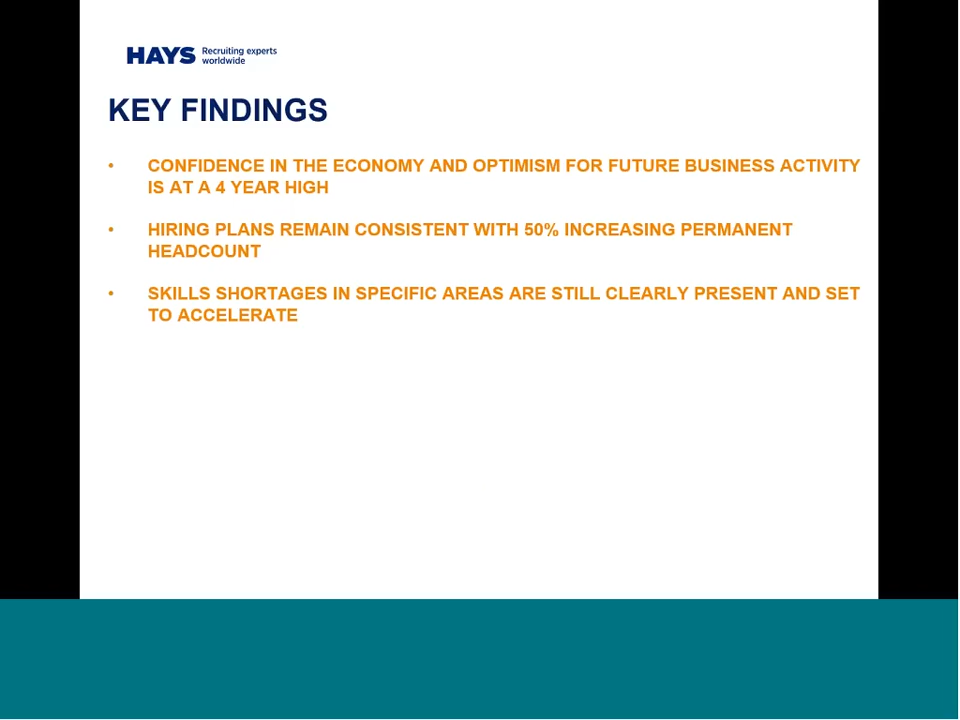 HAYS Recruiting experts
worldwide
KEY FINDINGS
• CONFIDENCE IN THE ECONOMY AND OPTIMISM FOR FUTURE BUSINESS ACTIVITY
IS AT A 4 YEAR HIGH
• HIRING PLANS REMAIN CONSISTENT WITH 50% INCREASING PERMANENT
HEADCOUNT
• SKILLS SHORTAGES IN SPECIFIC AREAS ARE STILL CLEARLY PRESENT AND SET
TO ACCELERATE